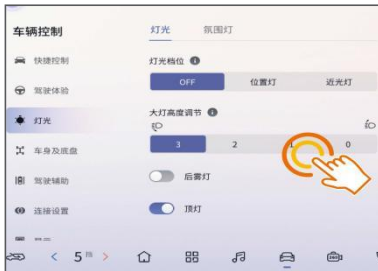 车辆控制
灯光 氛围灯
快捷控制
灯光档位
OFF 位置灯 近光灯
驾驶体验
大灯高度调节
灯光
3 2 1 0
车身及底盘
驾驶辅助
后雾灯
连接设置
顶灯
< 5 >